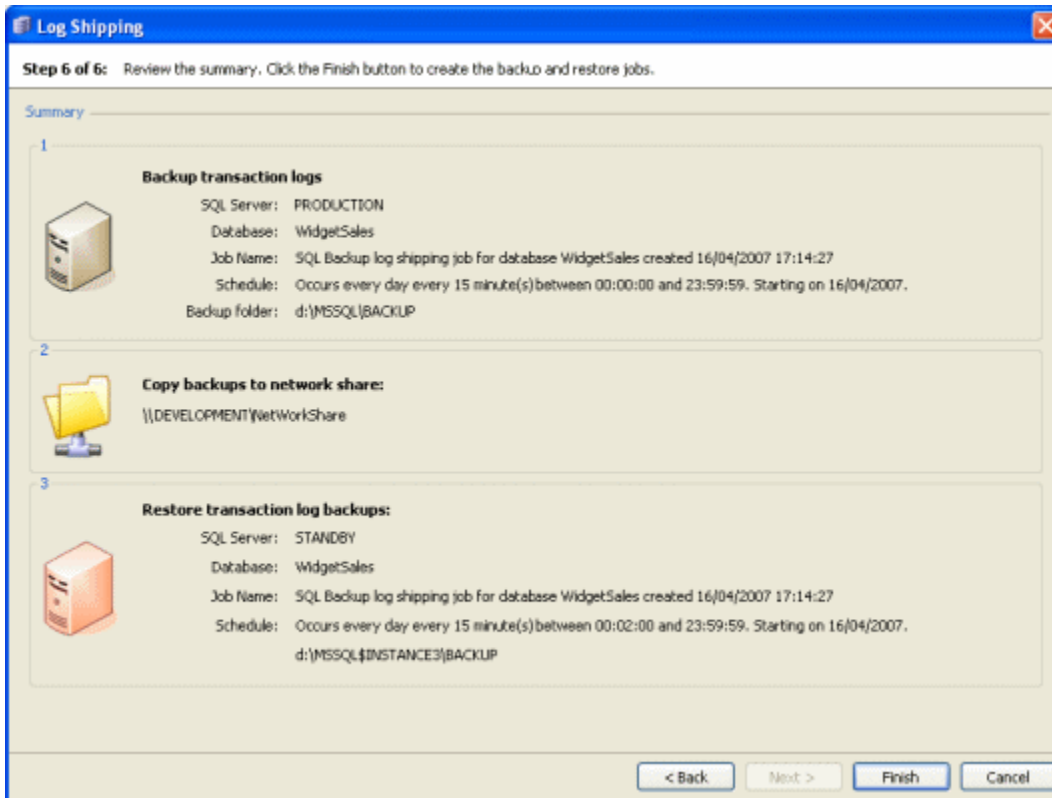 Log Shipping
Step 6 of 6: Review the summary. Click the Finish button to create the backup and restore jobs.
Summary
1
Backup transaction logs
SQL Server: PRODUCTION
Database: WidgetSales
Job Name: SQL Backup log shipping job for database WidgetSales created 16/04/2007 17:14:27
Schedule: Occurs every day every 15 minute(s)between 00:00:00 and 23:59:59. Starting on 16/04/2007.
Backup folder: d:\MSSQL\BACKUP
2
Copy backups to network share:
\\DEVELOPMENT\NetWorkShare
3
Restore transaction log backups:
SQL Server: STANDBY
Database: WidgetSales
Job Name: SQL Backup log shipping job for database WidgetSales created 16/04/2007 17:14:27
Schedule: Occurs every day every 15 minute(s)between 00:02:00 and 23:59:59. Starting on 16/04/2007.
d:\MSSQL$INSTANCE3\BACKUP
< Back Next > Finish Cancel